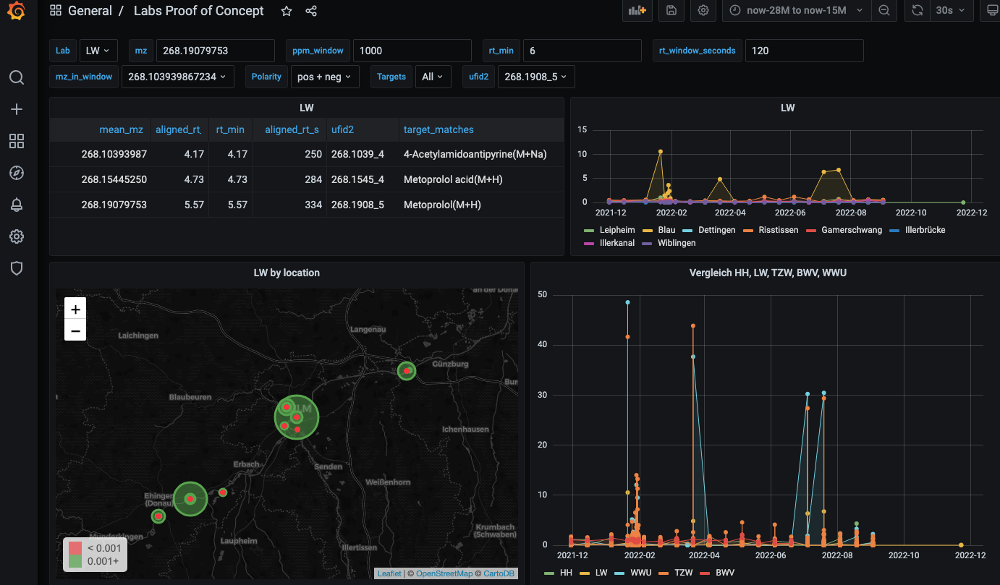 General / Labs Proof of Concept
now-28M to now-15M
30s
Lab LW mz 268.19079753 ppm_window 1000 rt_min 6 rt_window_seconds 120
mz_in_window 268.103939867234 Polarity pos + neg Targets All ufid2 268.1908_5
LW
mean_mz aligned_rt_ rt_min aligned_rt_s ufid2 target_matches
268.10393987 4.17 4.17 250 268.1039_4 4-Acetylamidoantipyrine(M+Na)
268.15445250 4.73 4.73 284 268.1545_4 Metoprolol acid(M+H)
268.19079753 5.57 5.57 334 268.1908_5 Metoprolol(M+H)
LW
15
10
5
0
2021-12 2022-02 2022-04 2022-06 2022-08 2022-10 2022-12
Leipheim Blau Dettingen Risstissen Gamerschwang Illerbrücke
Illerkanal Wiblingen
LW by location
+
−
an der Donau
Laichingen
Langenau
Günzburg
Blaubeuren
Ichenhausen
Erbach
Senden
Weißenhorn
Ehingen
(Donau)
Munderkingen
Laupheim
Illertissen
Krumbach
(Schwaben)
< 0.001
0.001+
Leaflet | © OpenStreetMap © CartoDB
Vergleich HH, LW, TZW, BWV, WWU
50
40
30
20
10
0
2021-12 2022-02 2022-04 2022-06 2022-08 2022-10 2022-12
HH LW WWU TZW BWV